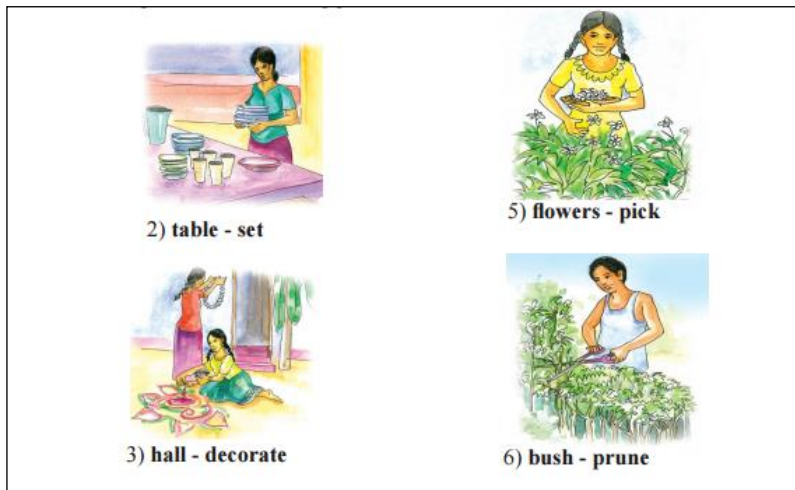 2) table - set
5) flowers - pick
3) hall - decorate
6) bush - prune